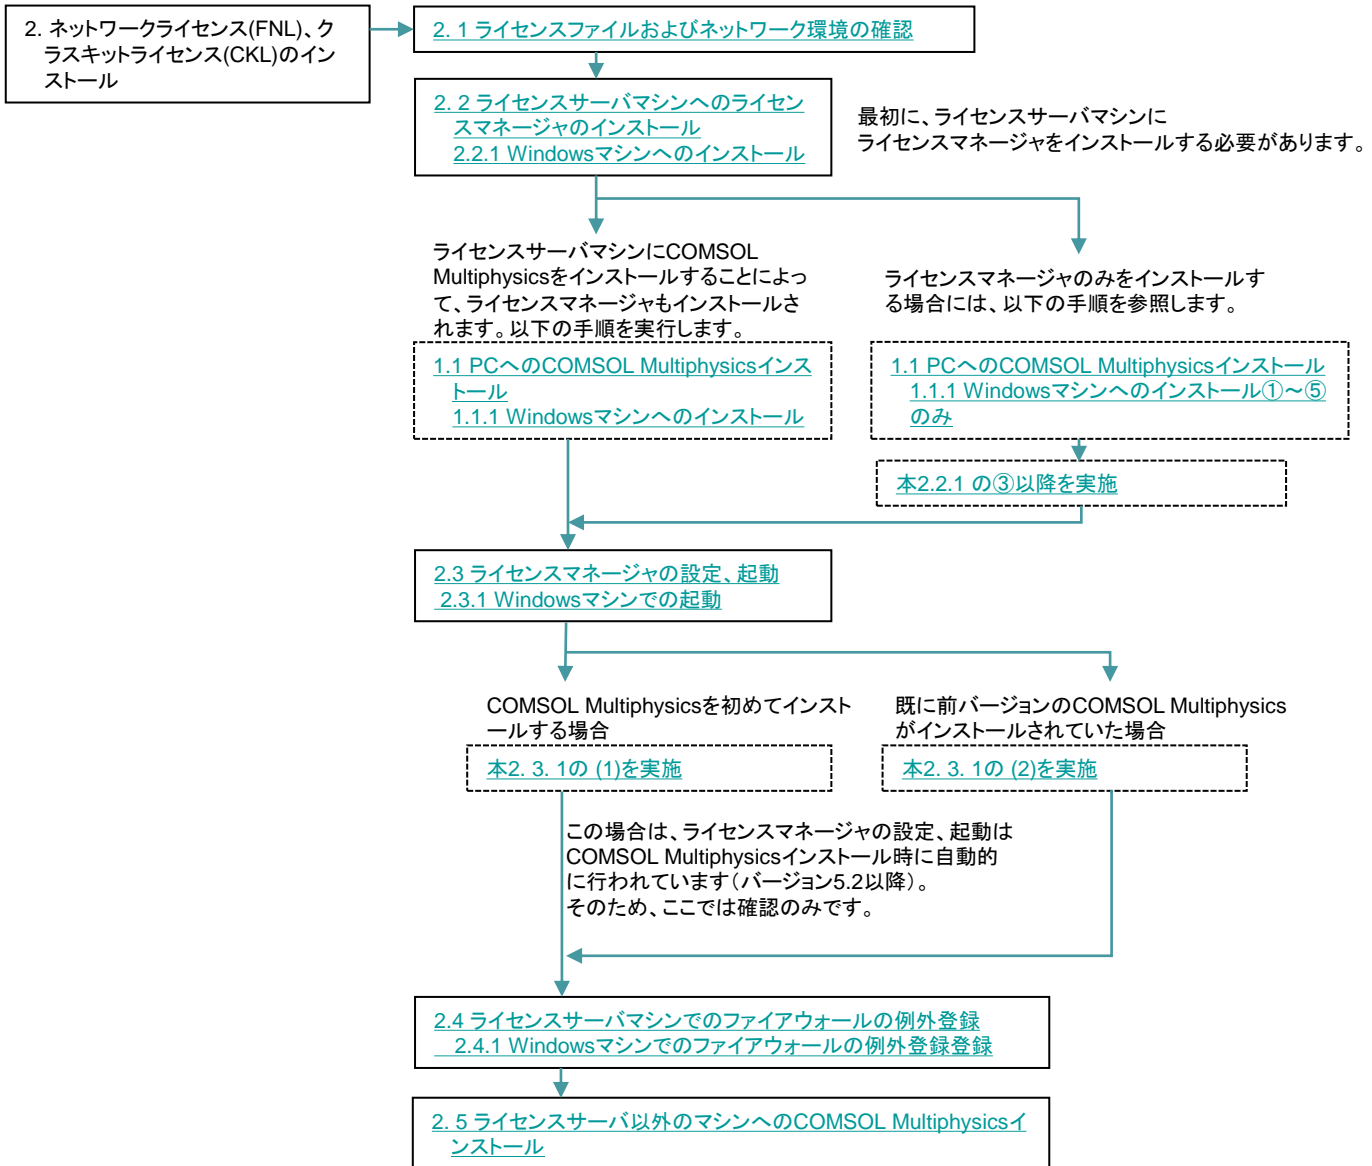 2. ネットワークライセンス(FNL)、ク
ラスキットライセンス(CKL)のイン
ストール
2. 1 ライセンスファイルおよびネットワーク環境の確認
2. 2 ライセンスサーバマシンへのライセン
スマネージャのインストール
2.2.1 Windowsマシンへのインストール
最初に、ライセンスサーバマシンに
ライセンスマネージャをインストールする必要があります。
ライセンスサーバマシンにCOMSOL
Multiphysicsをインストールすることによっ
て、ライセンスマネージャもインストールさ
れます。以下の手順を実行します。
ライセンスマネージャのみをインストールす
る場合には、以下の手順を参照します。
1.1 PCへのCOMSOL Multiphysicsインス
トール
1.1.1 Windowsマシンへのインストール
1.1 PCへのCOMSOL Multiphysicsインストール
1.1.1 Windowsマシンへのインストール①～⑤
のみ
本2.2.1 の③以降を実施
2.3 ライセンスマネージャの設定、起動
2.3.1 Windowsマシンでの起動
COMSOL Multiphysicsを初めてインスト
ールする場合
既に前バージョンのCOMSOL Multiphysics
がインストールされていた場合
本2. 3. 1の (1)を実施
本2. 3. 1の (2)を実施
この場合は、ライセンスマネージャの設定、起動は
COMSOL Multiphysicsインストール時に自動的
に行われています（バージョン5.2以降）。
そのため、ここでは確認のみです。
2.4 ライセンスサーバマシンでのファイアウォールの例外登録
2.4.1 Windowsマシンでのファイアウォールの例外登録登録
2. 5 ライセンスサーバ以外のマシンへのCOMSOL Multiphysicsイ
ンストール